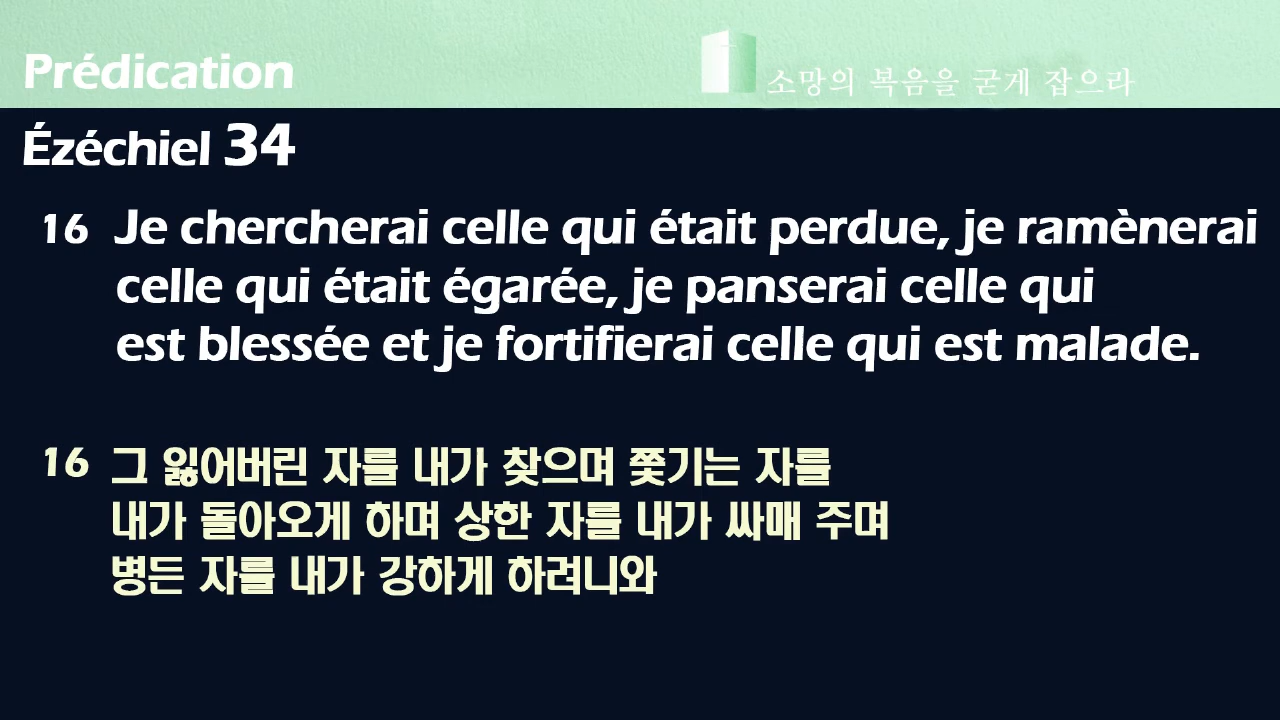 Prédication
소망의 복음을 굳게 잡으라
Ézéchiel 34
16 Je chercherai celle qui était perdue, je ramènerai
celle qui était égarée, je panserai celle qui
est blessée et je fortifierai celle qui est malade.
16 그 잃어버린 자를 내가 찾으며 쫓기는 자를
내가 돌아오게 하며 상한 자를 내가 싸매 주며
병든 자를 내가 강하게 하려니와